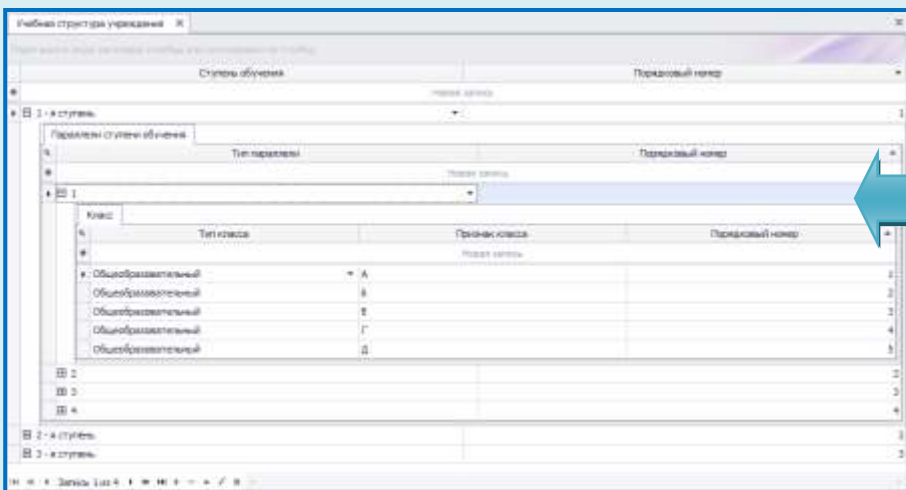 Учебная структура учреждения
Ступень обучения Порядковый номер
Новая запись
1 - я ступень 1
Параллели ступени обучения
Тип параллели Порядковый номер
Новая запись
1
Класс
Тип класса Признак класса Порядковый номер
Новая запись
Общеобразовательный А 1
Общеобразовательный 2
Общеобразовательный 3
Общеобразовательный Г 4
Общеобразовательный Д 5
2 2
3 3
4 4
2 - я ступень
3 - я ступень 3
Запись 1 из 4